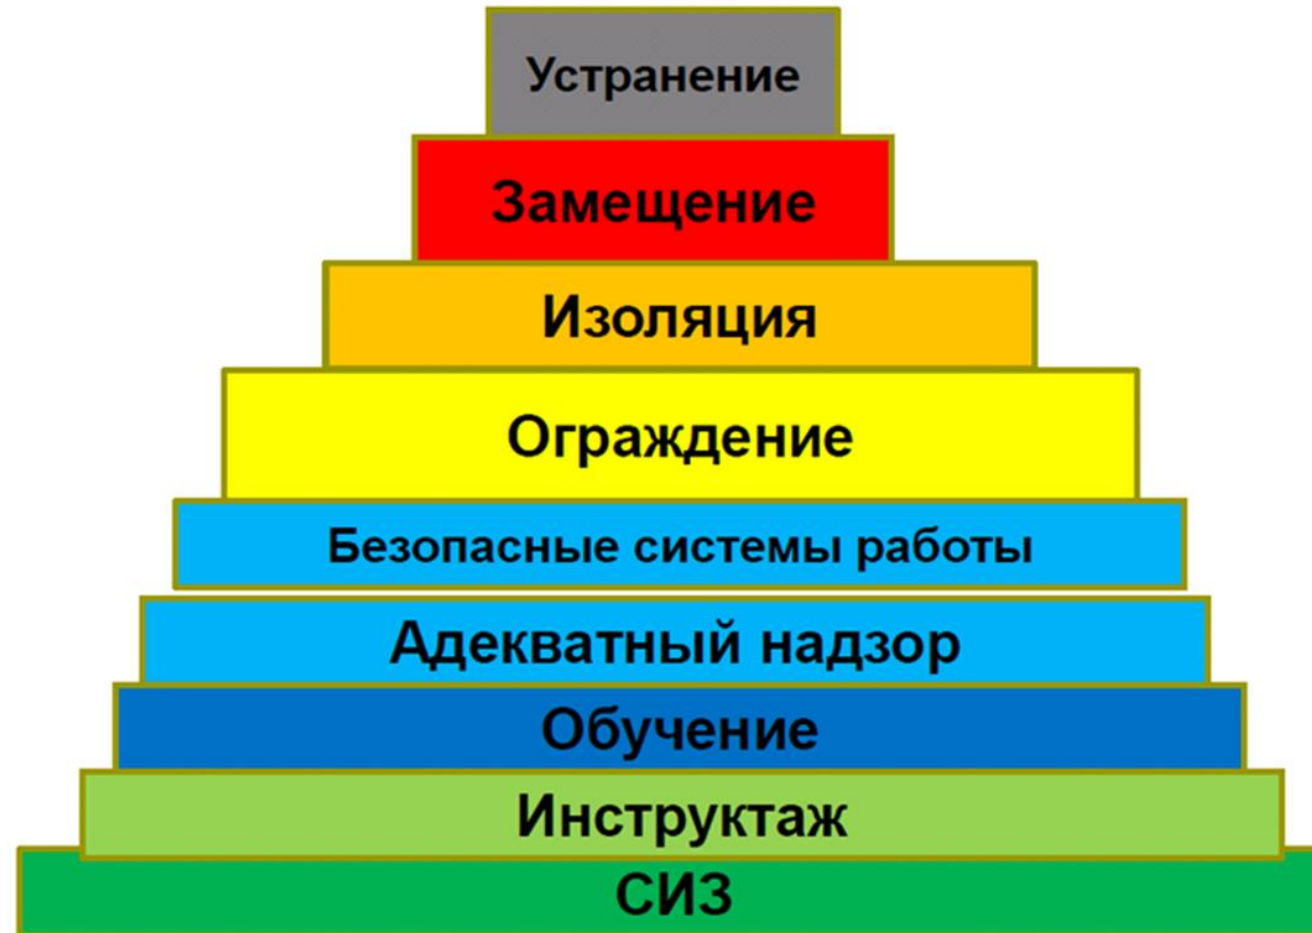 Устранение
Замещение
Изоляция
Ограждение
Безопасные системы работы
Адекватный надзор
Обучение
Инструктаж
СИЗ